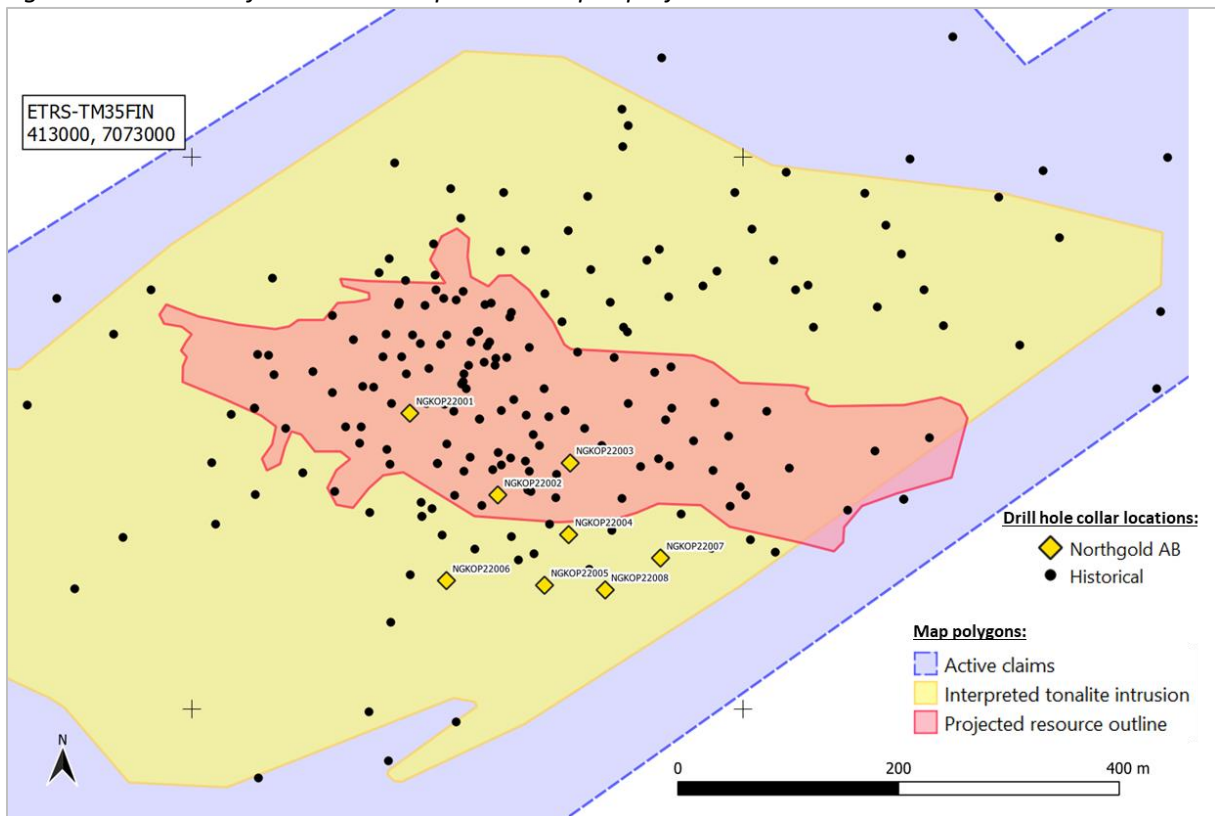 ETRS-TM35FIN
413000, 7073000
NGKOP22001
NGKOP22003
NGKOP22002
NGKOP22004
NGKOP22007
NGKOP22006
NGKOP22005
NGKOP22008
Drill hole collar locations:
Northgold AB
Historical
Map polygons:
Active claims
Interpreted tonalite intrusion
Projected resource outline
N
0
200
400 m